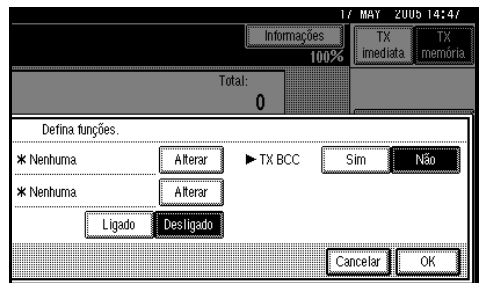 17 MAY 2005 14:47
Informações TX TX
100% imediata memória
Total:
0
Defina funções.
✱ Nenhuma Alterar ▶ TX BCC Sim Não
✱ Nenhuma Alterar
Ligado Desligado
Cancelar OK